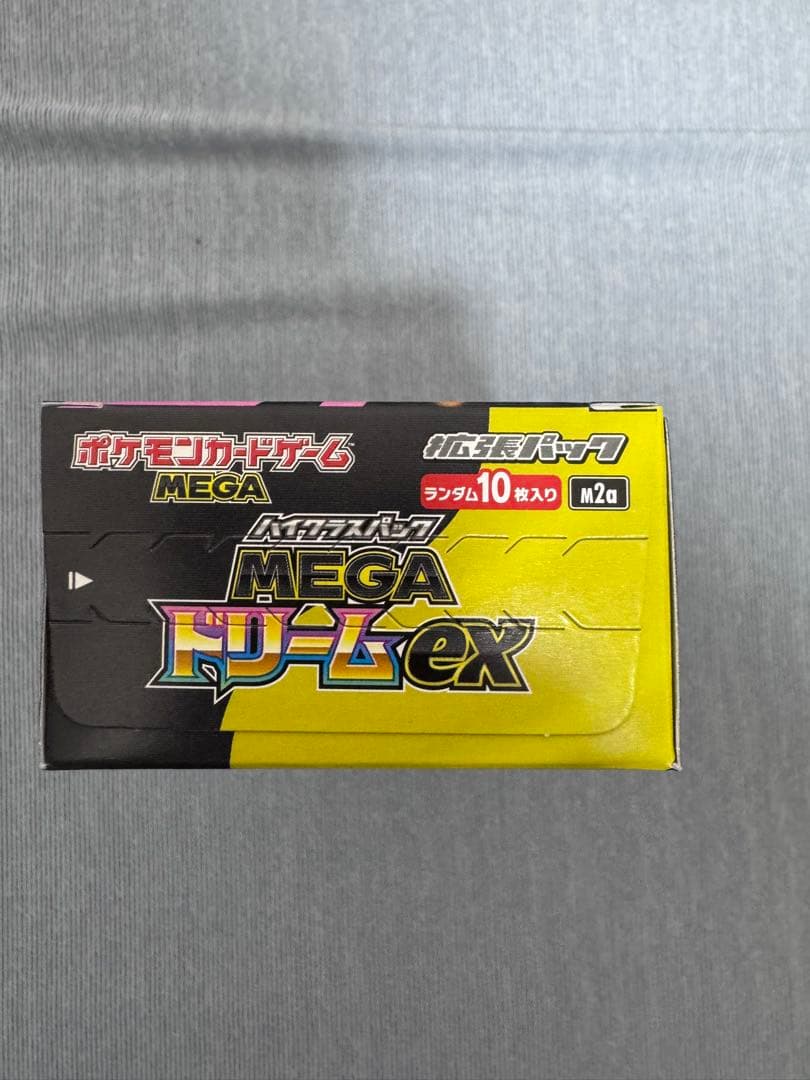 ポケモンカードゲーム
MEGA
拡張パック
ランダム10枚入り M2a
ハイクラスパック
MEGA
ドリームex